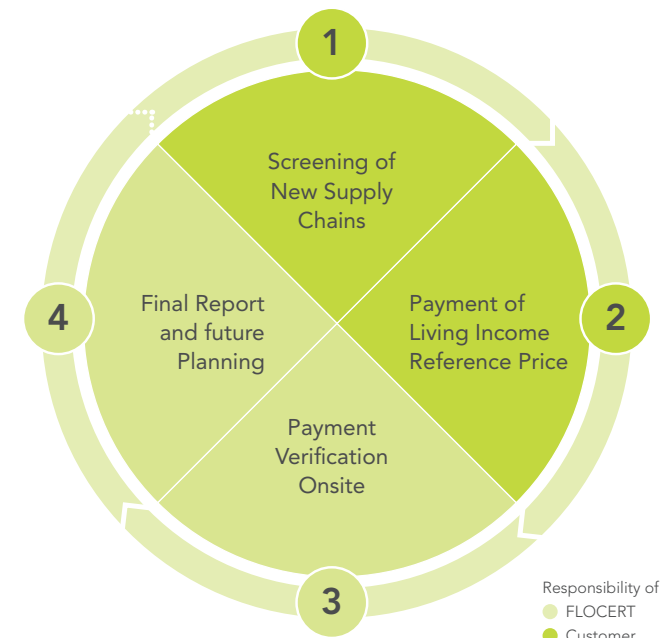 1
Screening of
New Supply
Chains
2
Payment of
Living Income
Reference Price
3
Payment
Verification
Onsite
4
Final Report
and future
Planning
Responsibility of
FLOCERT
Customer